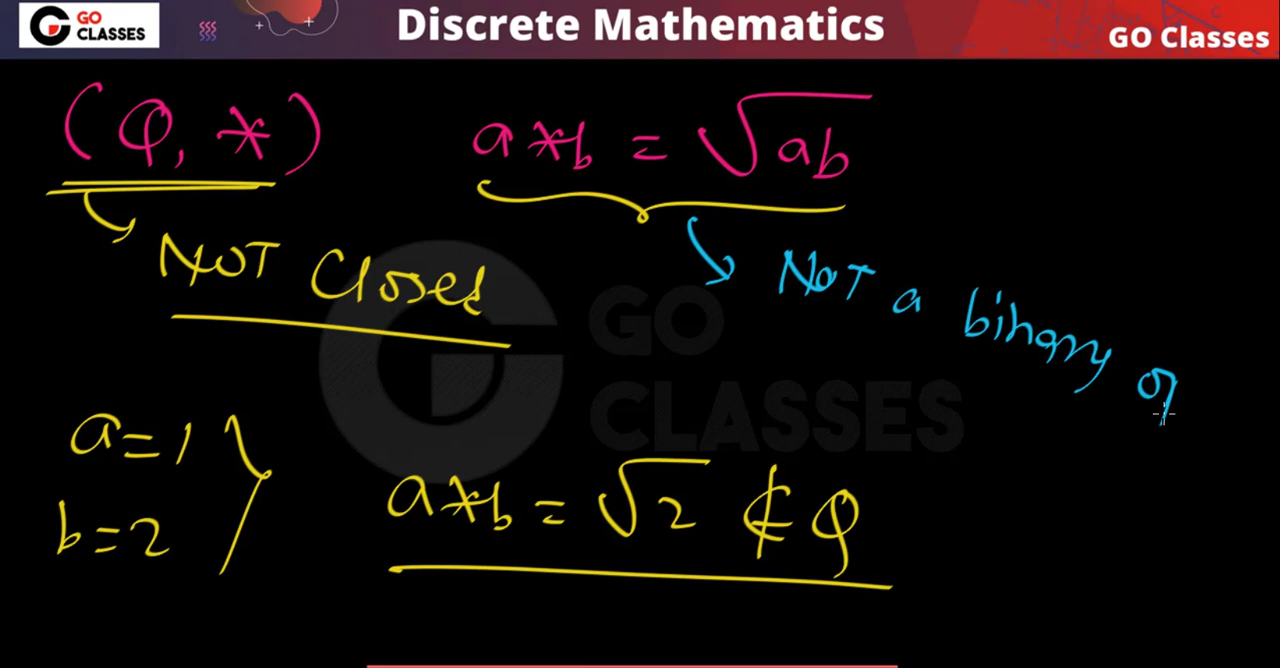 GO
CLASSES
Discrete Mathematics
GO Classes
(Q, *) a*b = √ab
NOT Closed
NOT a binary op
GO
CLASSES
a=1
b=2
a*b = √2 ∉ Q